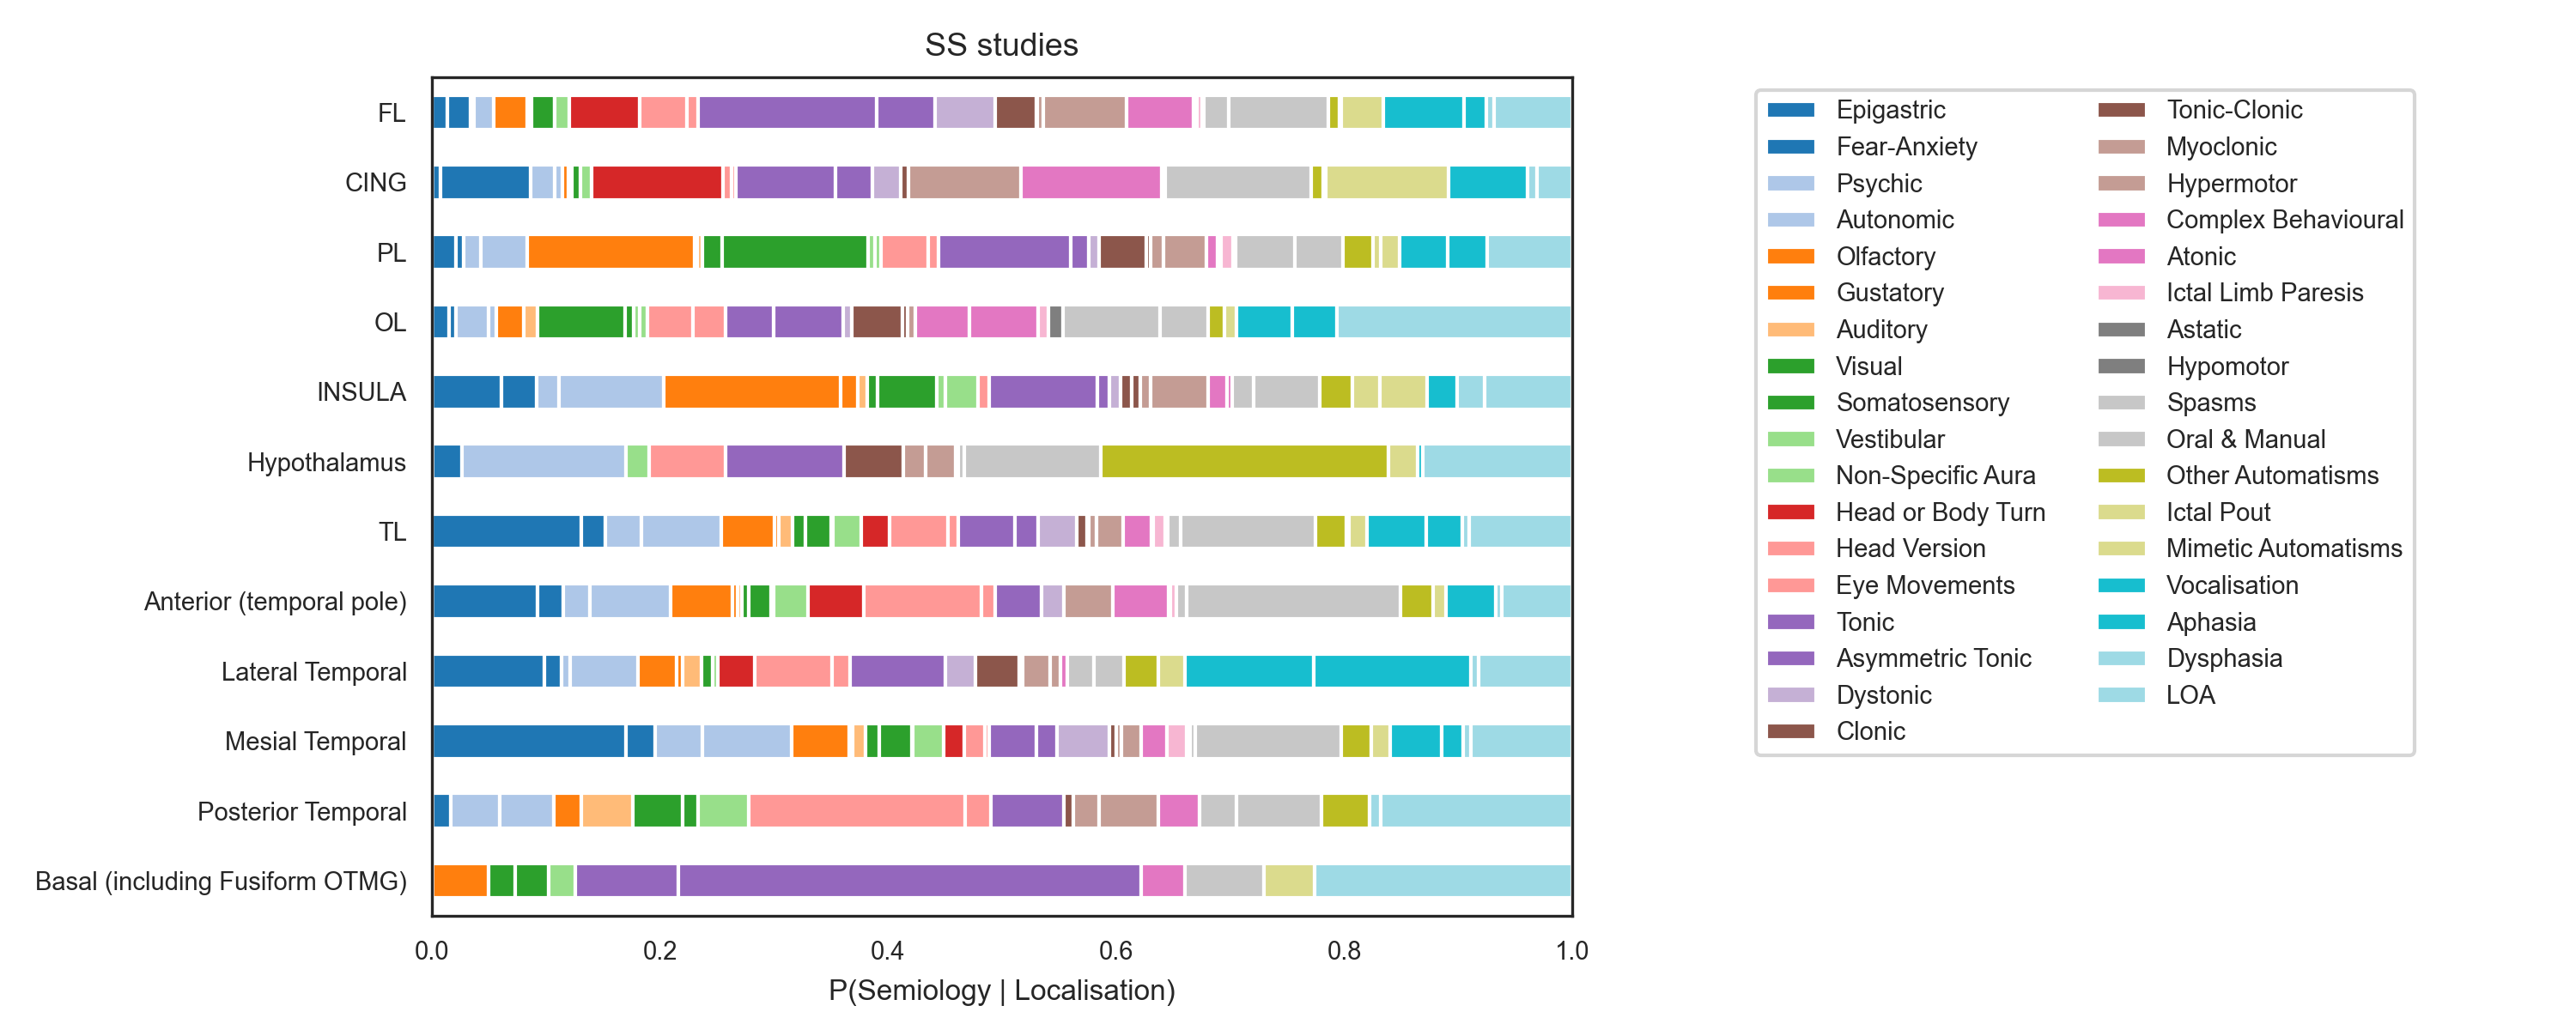 SS studies
FL
CING
PL
OL
INSULA
Hypothalamus
TL
Anterior (temporal pole)
Lateral Temporal
Mesial Temporal
Posterior Temporal
Basal (including Fusiform OTMG)
0.0 0.2 0.4 0.6 0.8 1.0
P(Semiology | Localisation)
Epigastric
Fear-Anxiety
Psychic
Autonomic
Olfactory
Gustatory
Auditory
Visual
Somatosensory
Vestibular
Non-Specific Aura
Head or Body Turn
Head Version
Eye Movements
Tonic
Asymmetric Tonic
Dystonic
Clonic
Tonic-Clonic
Myoclonic
Hypermotor
Complex Behavioural
Atonic
Ictal Limb Paresis
Astatic
Hypomotor
Spasms
Oral & Manual
Other Automatisms
Ictal Pout
Mimetic Automatisms
Vocalisation
Aphasia
Dysphasia
LOA